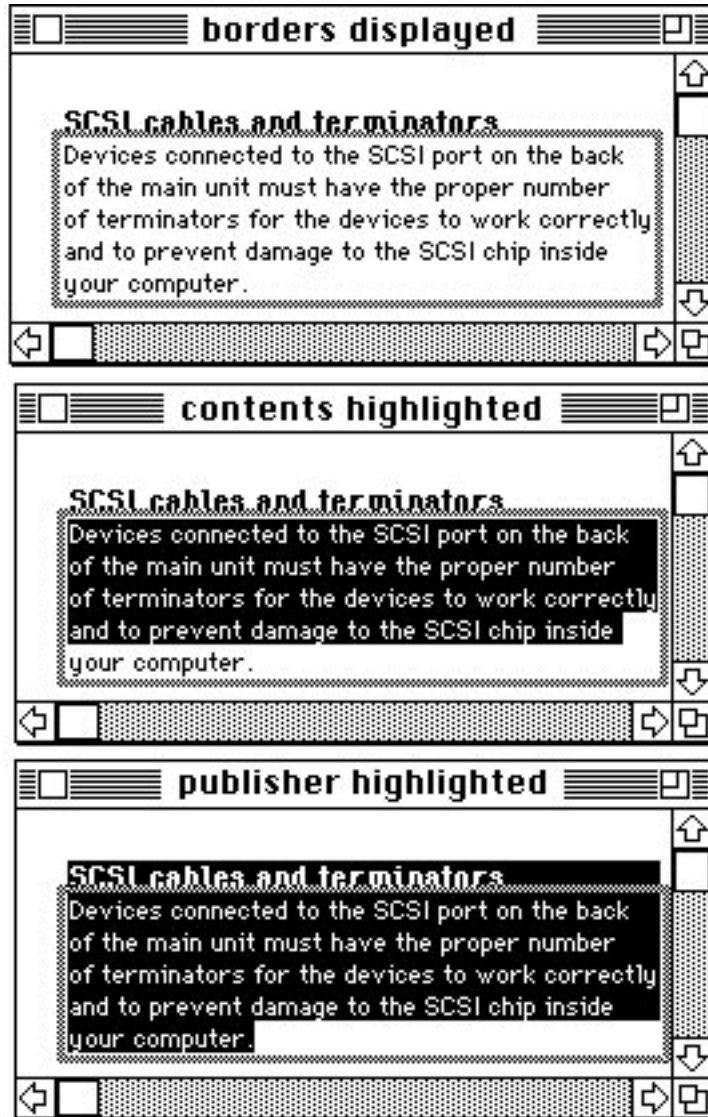 borders displayed
SCSI cables and terminators
Devices connected to the SCSI port on the back
of the main unit must have the proper number
of terminators for the devices to work correctly
and to prevent damage to the SCSI chip inside
your computer.
contents highlighted
SCSI cables and terminators
Devices connected to the SCSI port on the back
of the main unit must have the proper number
of terminators for the devices to work correctly
and to prevent damage to the SCSI chip inside
your computer.
publisher highlighted
SCSI cables and terminators
Devices connected to the SCSI port on the back
of the main unit must have the proper number
of terminators for the devices to work correctly
and to prevent damage to the SCSI chip inside
your computer.